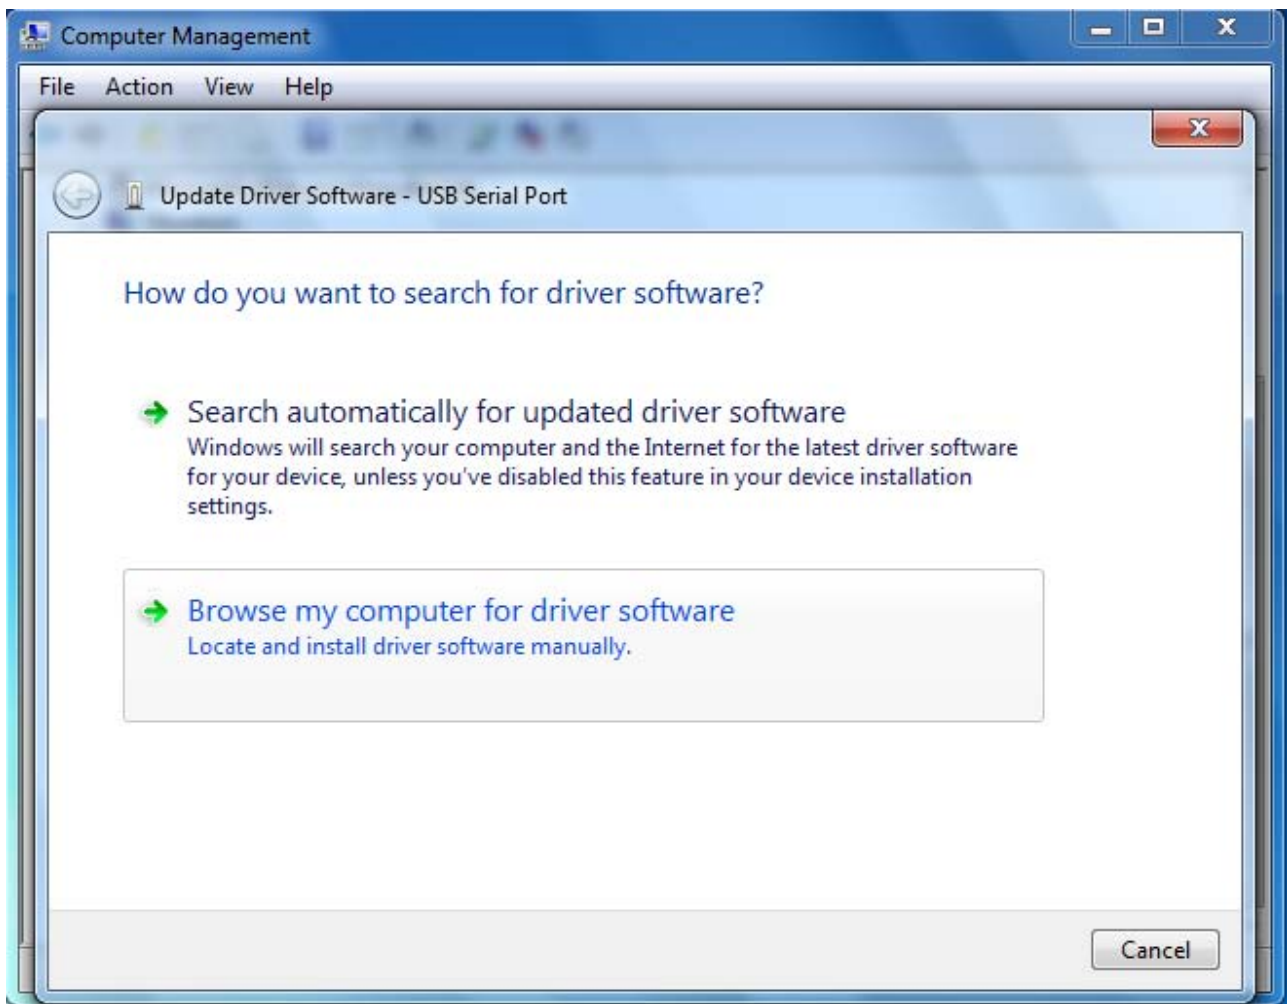 Computer Management
File Action View Help
Update Driver Software - USB Serial Port
How do you want to search for driver software?
Search automatically for updated driver software
Windows will search your computer and the Internet for the latest driver software
for your device, unless you've disabled this feature in your device installation
settings.
Browse my computer for driver software
Locate and install driver software manually.
Cancel